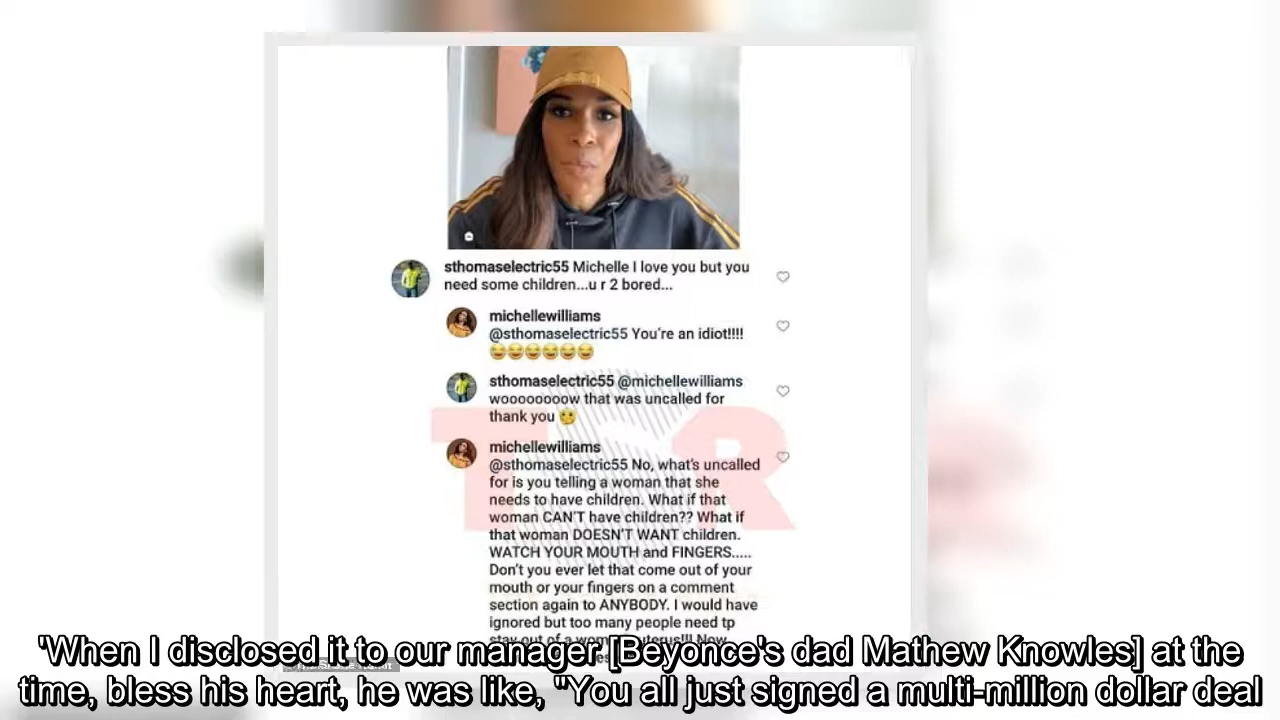 sthomaselectric55 Michelle I love you but you
need some children...u r 2 bored...
michellewilliams
@sthomaselectric55 You're an idiot!!!!
😂😂😂😂😂😂
sthomaselectric55 @michellewilliams
woooooooow that was uncalled for
thank you
michellewilliams
@sthomaselectric55 No, what's uncalled
for is you telling a woman that she
needs to have children. What if that
woman CAN'T have children?? What if
that woman DOESN'T WANT children.
WATCH YOUR MOUTH and FINGERS.....
Don't you ever let that come out of your
mouth or your fingers on a comment
section again to ANYBODY. I would have
ignored but too many people need tp
stay out of a
TSR
'When I disclosed it to our manager [Beyonce's dad Mathew Knowles] at the
time, bless his heart, he was like, "You all just signed a multi-million dollar deal